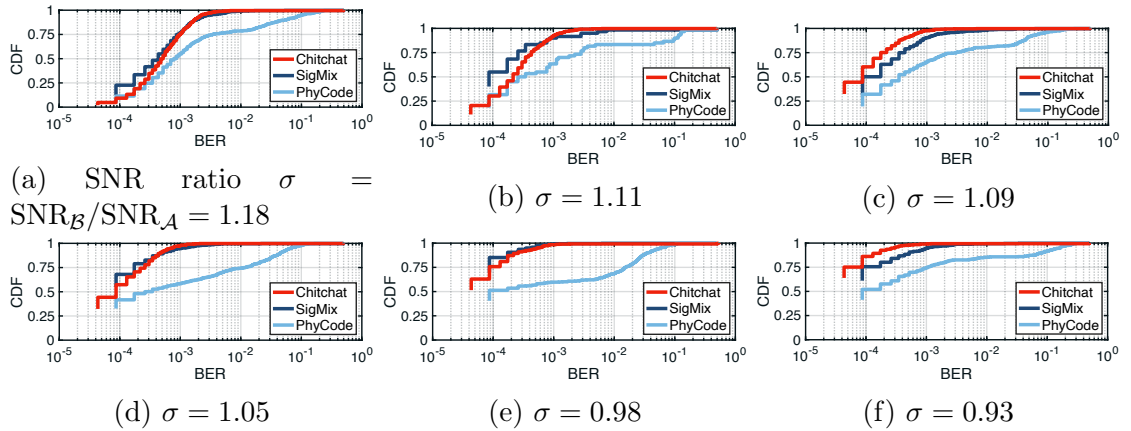 1
0.75
0.5
0.25
0
CDF
Chitchat
SigMix
PhyCode
10^-5 10^-4 10^-3 10^-2 10^-1 10^0
BER
(a) SNR ratio σ =
SNR_B/SNR_A = 1.18
1
0.75
0.5
0.25
0
CDF
Chitchat
SigMix
PhyCode
10^-5 10^-4 10^-3 10^-2 10^-1 10^0
BER
(b) σ = 1.11
1
0.75
0.5
0.25
0
CDF
Chitchat
SigMix
PhyCode
10^-5 10^-4 10^-3 10^-2 10^-1 10^0
BER
(c) σ = 1.09
1
0.75
0.5
0.25
0
CDF
Chitchat
SigMix
PhyCode
10^-5 10^-4 10^-3 10^-2 10^-1 10^0
BER
(d) σ = 1.05
1
0.75
0.5
0.25
0
CDF
Chitchat
SigMix
PhyCode
10^-5 10^-4 10^-3 10^-2 10^-1 10^0
BER
(e) σ = 0.98
1
0.75
0.5
0.25
0
CDF
Chitchat
SigMix
PhyCode
10^-5 10^-4 10^-3 10^-2 10^-1 10^0
BER
(f) σ = 0.93